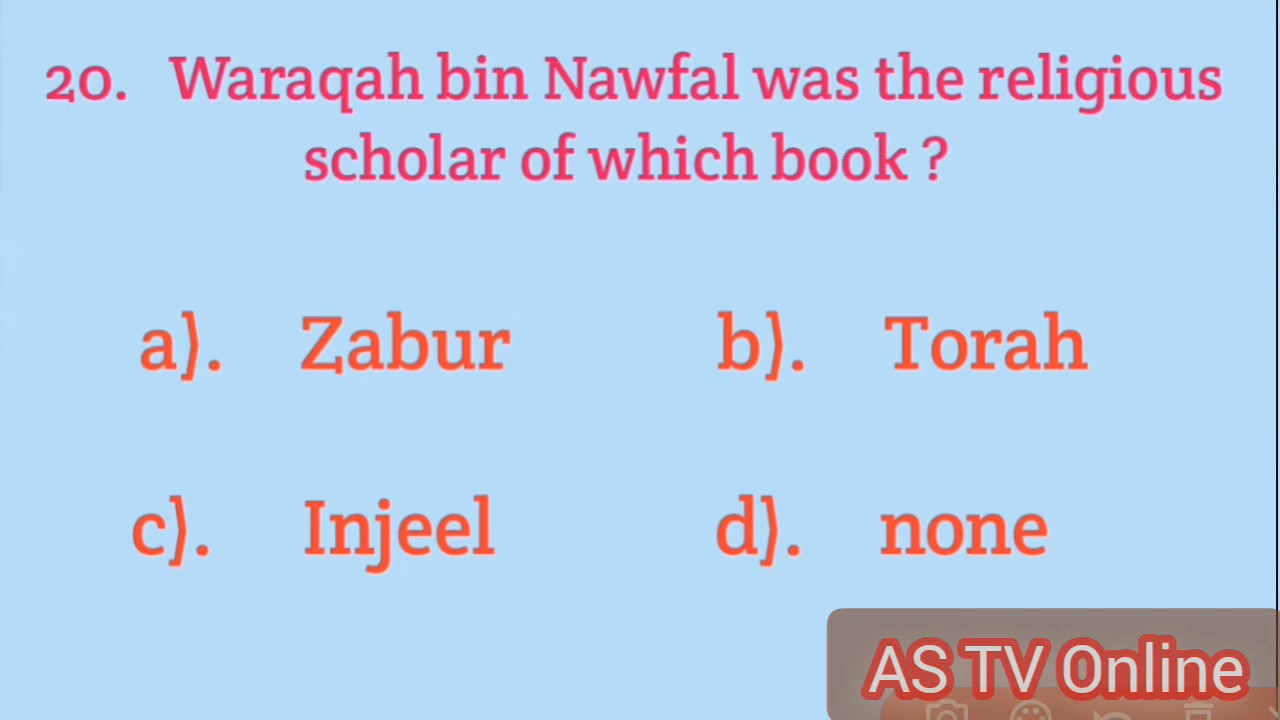 20. Waraqah bin Nawfal was the religious
scholar of which book ?
a). Zabur b). Torah
c). Injeel d). none
AS TV Online